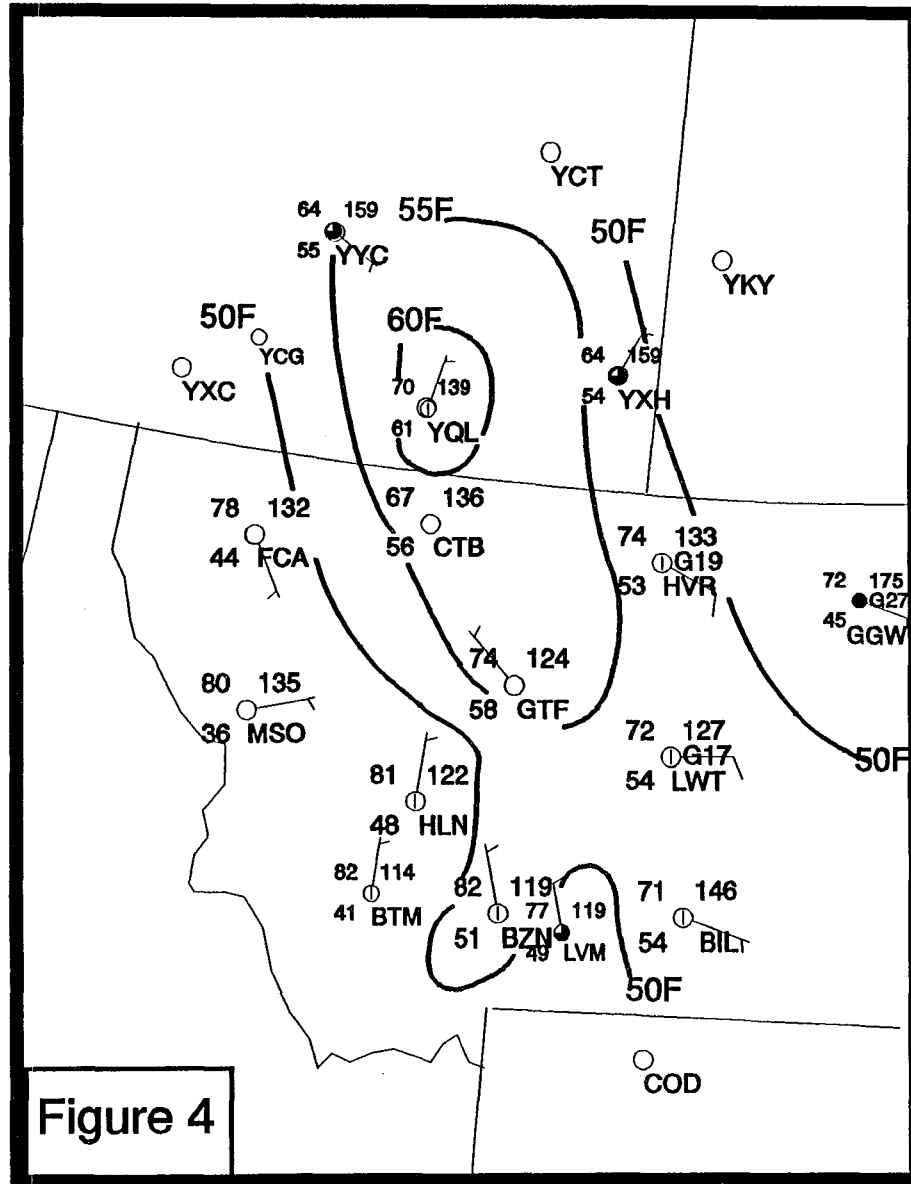 YCT
64 159
55F
55 YYC
50F
YKY
50F
YCG
60F
64 159
YXC
70 139
54 YXH
61 YQL
67 136
78 132
56 CTB
44 FCA
74 133
G19
53 HVR
72 175
G27
45 GGW
74 124
80 135
58 GTF
36 MSO
72 127
G17
54 LWT
50F
81 122
48 HLN
82 114
41 BTM
82 119
77 119
51 BZN
49 LVM
71 146
54 BIL
50F
COD
Figure 4